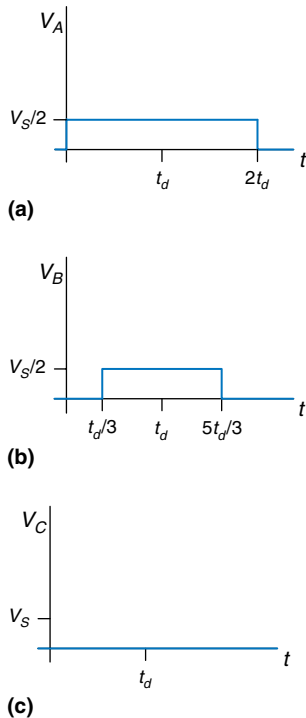 V_A
V_S/2
t_d 2t_d t
(a)
V_B
V_S/2
t_d/3 t_d 5t_d/3 t
(b)
V_C
V_S
t_d t
(c)